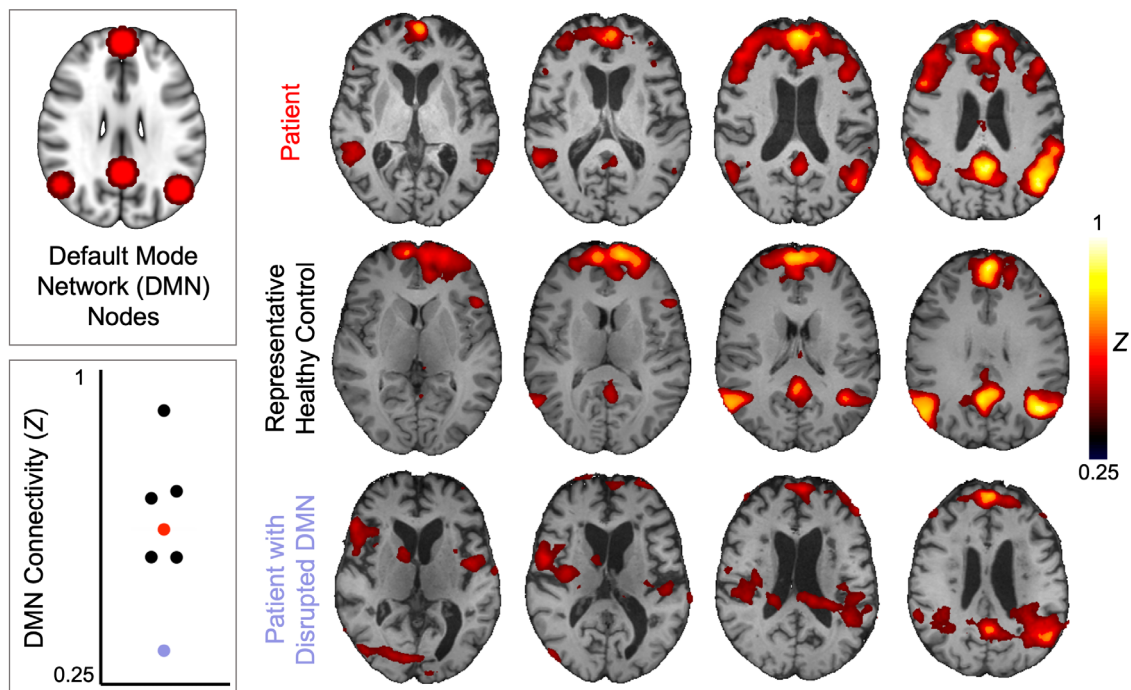 Default Mode
Network (DMN)
Nodes
1
DMN Connectivity (Z)
0.25
Patient
Representative
Healthy Control
Patient with
Disrupted DMN
1
Z
0.25